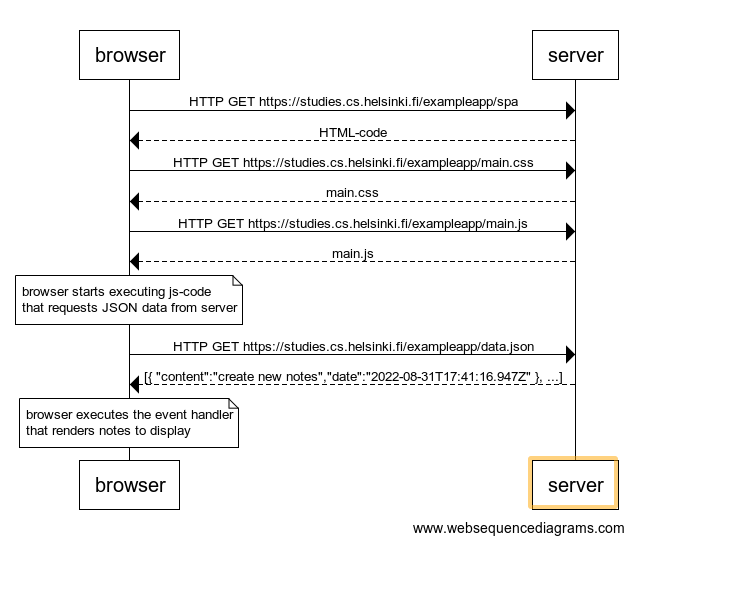 browser
server
HTTP GET https://studies.cs.helsinki.fi/exampleapp/spa
HTML-code
HTTP GET https://studies.cs.helsinki.fi/exampleapp/main.css
main.css
HTTP GET https://studies.cs.helsinki.fi/exampleapp/main.js
main.js
browser starts executing js-code
that requests JSON data from server
HTTP GET https://studies.cs.helsinki.fi/exampleapp/data.json
[{ "content":"create new notes","date":"2022-08-31T17:41:16.947Z" }, ...]
browser executes the event handler
that renders notes to display
browser
server
www.websequencediagrams.com